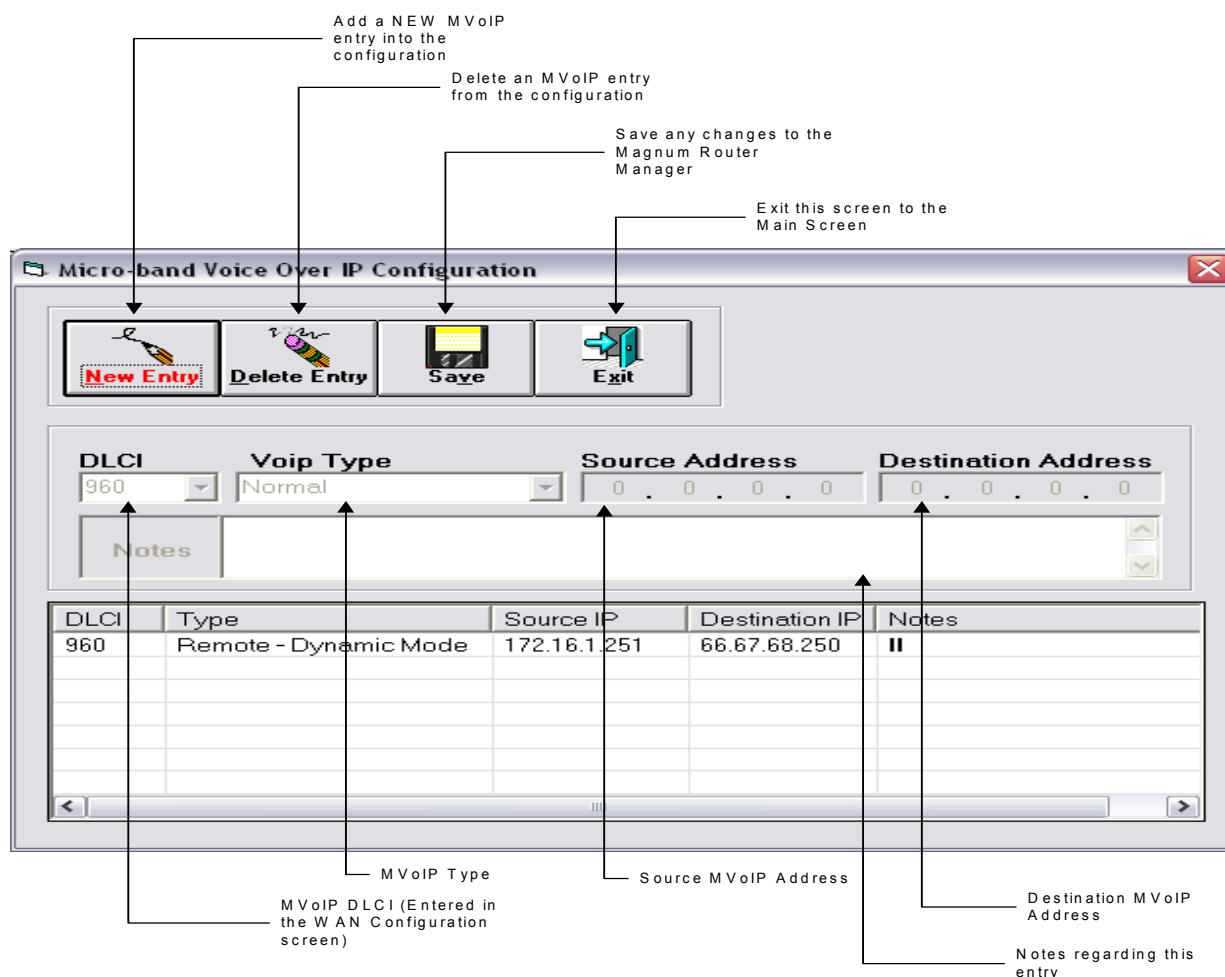 Add a NEW MVoIP
entry into the
configuration
Delete an MVoIP entry
from the configuration
Save any changes to the
Magnum Router
Manager
Exit this screen to the
Main Screen
Micro-band Voice Over IP Configuration
New Entry
Delete Entry
Save
Exit
DLCI
Voip Type
Source Address
Destination Address
960
Normal
0 . 0 . 0 . 0
0 . 0 . 0 . 0
Notes
DLCI Type Source IP Destination IP Notes
960 Remote - Dynamic Mode 172.16.1.251 66.67.68.250 II
MVoIP Type
Source MVoIP Address
MVoIP DLCI (Entered in
the WAN Configuration
screen)
Destination MVoIP
Address
Notes regarding this
entry